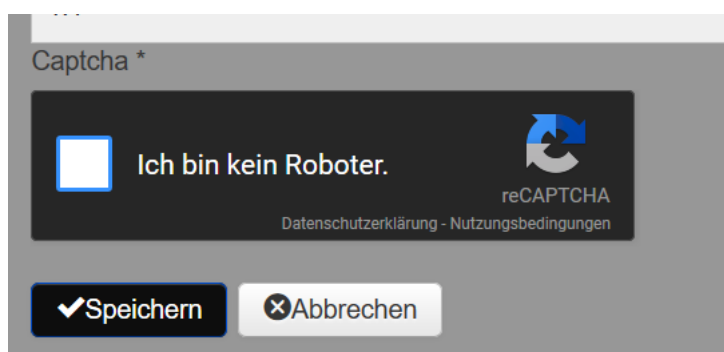 Captcha *
Ich bin kein Roboter.
reCAPTCHA
Datenschutzerklärung - Nutzungsbedingungen
Speichern Abbrechen